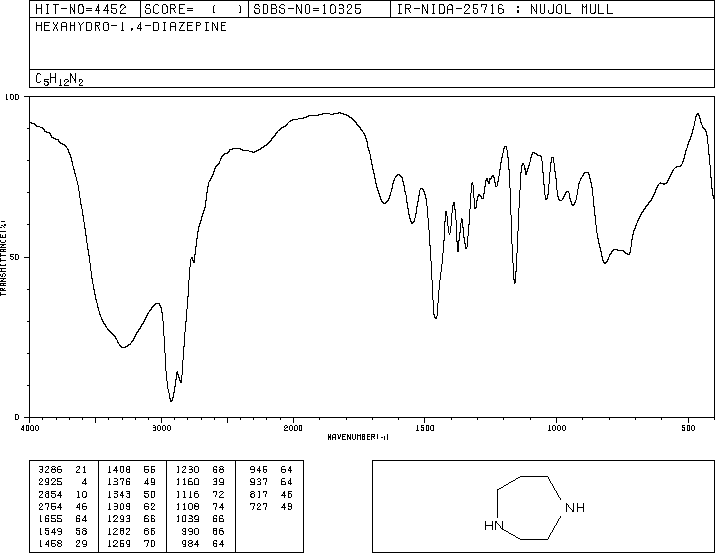 HIT-NO=4452 SCORE= ( ) SDBS-NO=10325 IR-NIDA-25716 : NUJOL MULL
HEXAHYDRO-1,4-DIAZEPINE
C5H12N2
100
50
0
TRANSMITTANCE(%)
4000 3000 2000 1500 1000 500
WAVENUMBER(-1)
3286 21 1408 55 1230 68 946 64
2925 4 1376 49 1160 39 937 64
2854 10 1343 50 1116 72 817 46
2764 46 1309 62 1108 74 727 49
1655 64 1293 66 1039 66
1549 58 1282 66 990 86
1458 29 1269 70 984 64
NH
HN